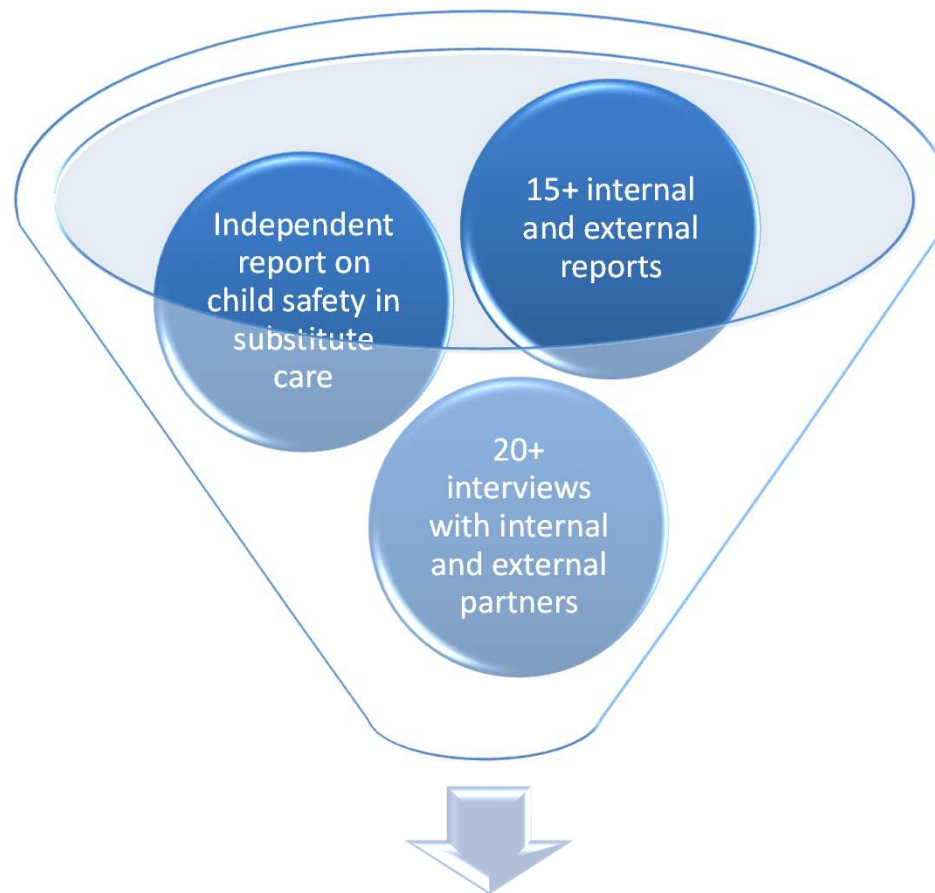 Independent
report on
child safety in
substitute
care
15+ internal
and external
reports
20+
interviews
with internal
and external
partners